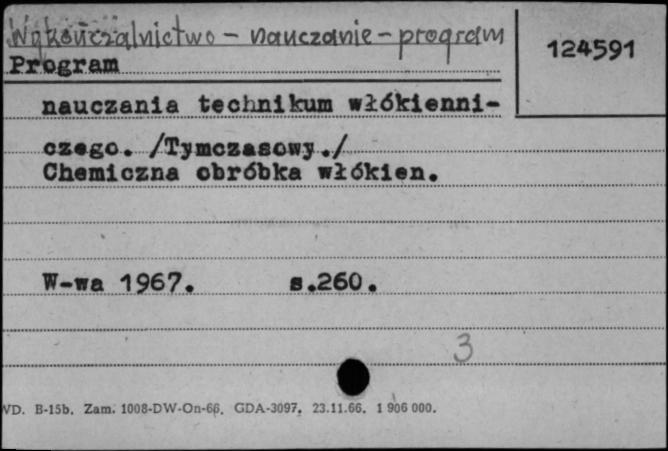 Wykończalnictwo - nauczanie - program
124591
Program
nauczania technikum włókienni-
czego. /Tymczasowy./
Chemiczna obróbka włókien.
W-wa 1967. s.260.
3
WD. B-15b. Zam. 1008-DW-On-66. GDA-3097. 23.11.66. 1 906 000.